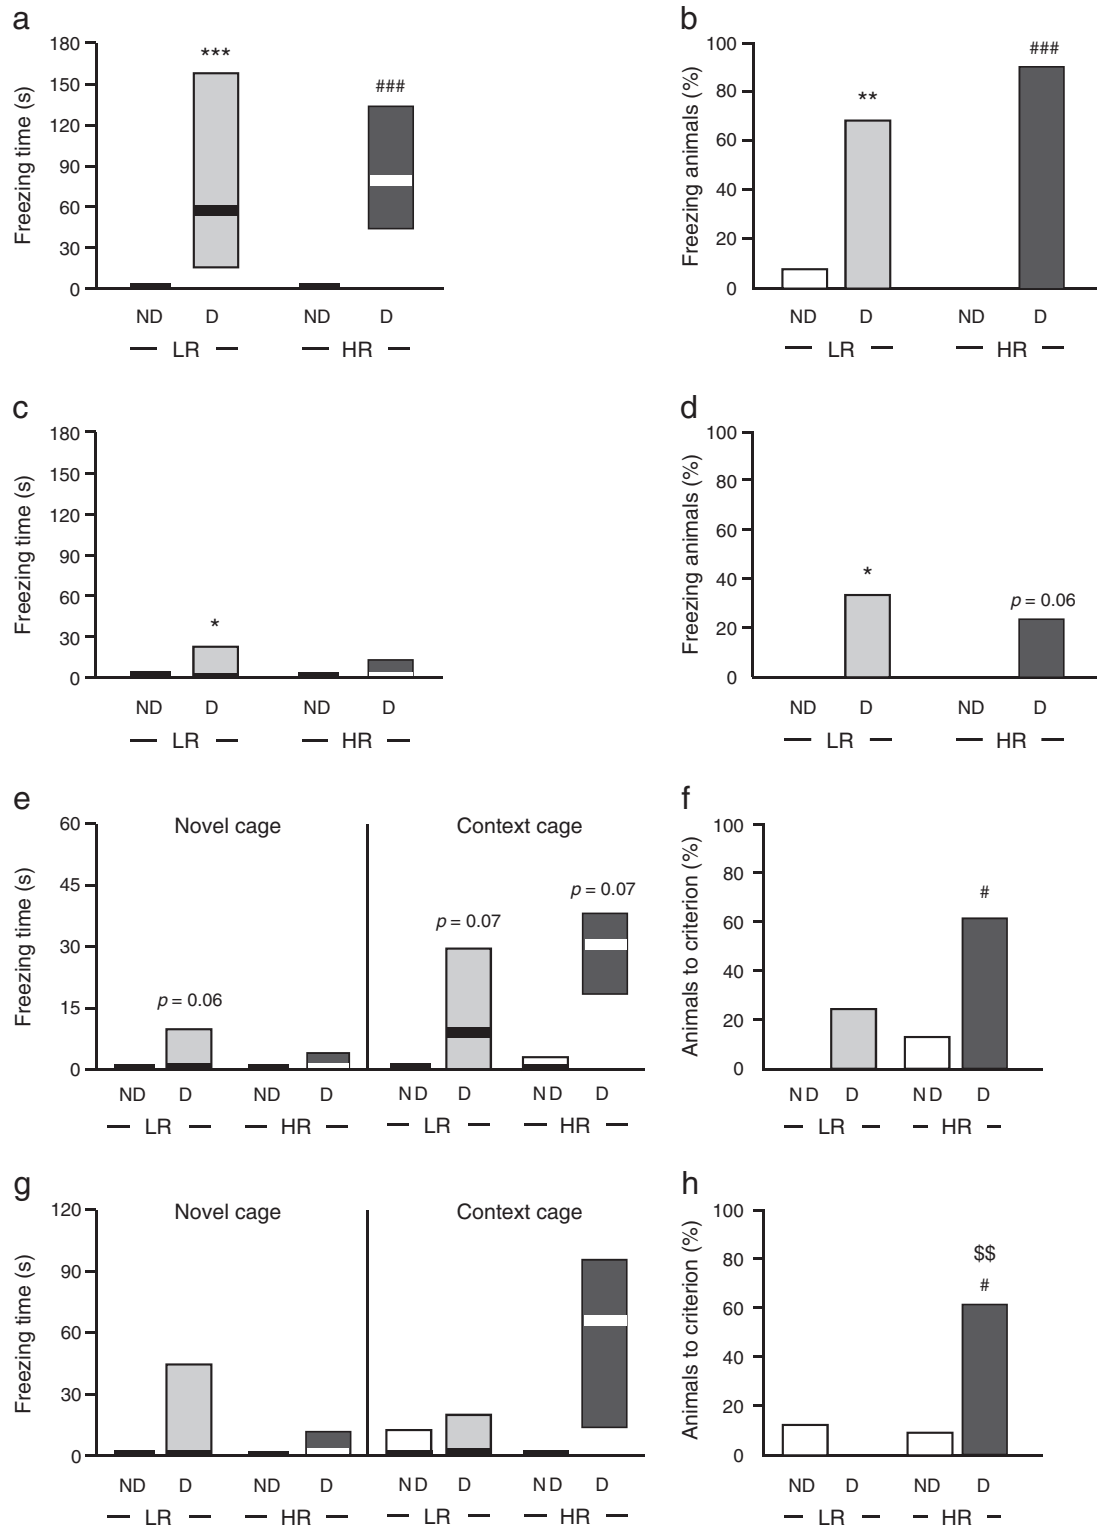 a
Freezing time (s)
180
150
120
90
60
30
0
***
###
ND D ND D
LR HR
b
Freezing animals (%)
100
80
60
40
20
0
**
###
ND D ND D
LR HR
c
Freezing time (s)
180
150
120
90
60
30
0
*
ND D ND D
LR HR
d
Freezing animals (%)
100
80
60
40
20
0
*
p = 0.06
ND D ND D
LR HR
e
Freezing time (s)
60
45
30
15
0
Novel cage Context cage
p = 0.06
p = 0.07
p = 0.07
ND D ND D ND D ND D
LR HR LR HR
f
Animals to criterion (%)
100
80
60
40
20
0
#
ND D ND D
LR HR
g
Freezing time (s)
120
90
60
30
0
Novel cage Context cage
ND D ND D ND D ND D
LR HR LR HR
h
Animals to criterion (%)
100
80
60
40
20
0
$$
#
ND D ND D
LR HR